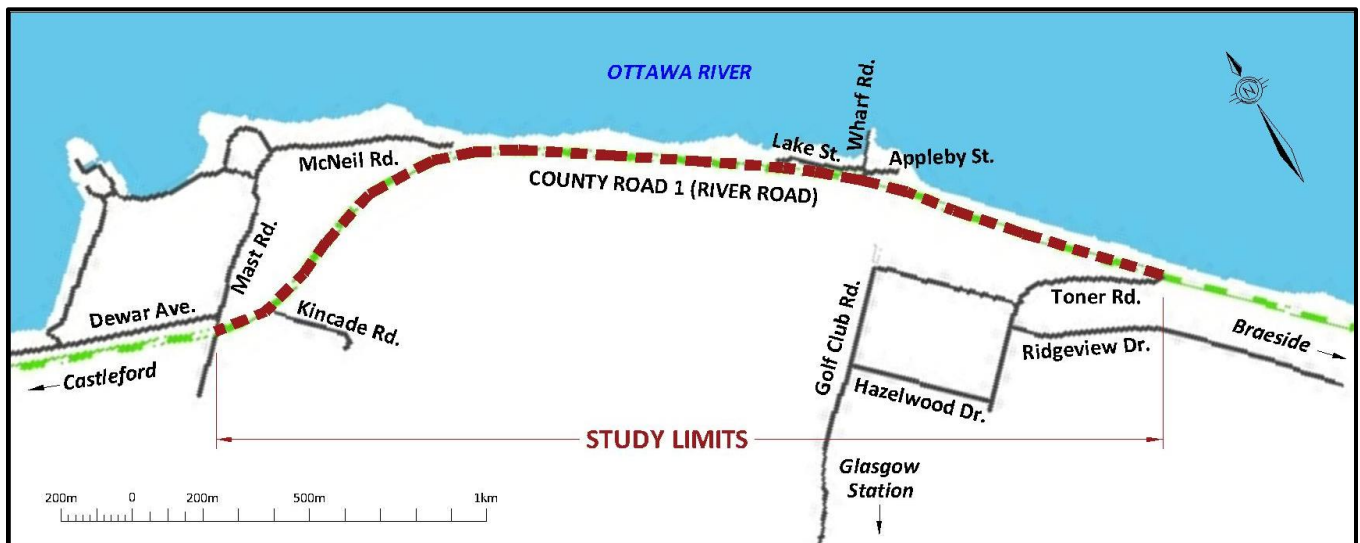 OTTAWA RIVER
N
Wharf Rd.
Lake St.
Appleby St.
McNeil Rd.
COUNTY ROAD 1 (RIVER ROAD)
Mast Rd.
Dewar Ave.
Kincade Rd.
Castleford
Golf Club Rd.
Toner Rd.
Ridgeview Dr.
Braeside
Hazelwood Dr.
STUDY LIMITS
Glasgow
Station
200m 0 200m 500m 1km